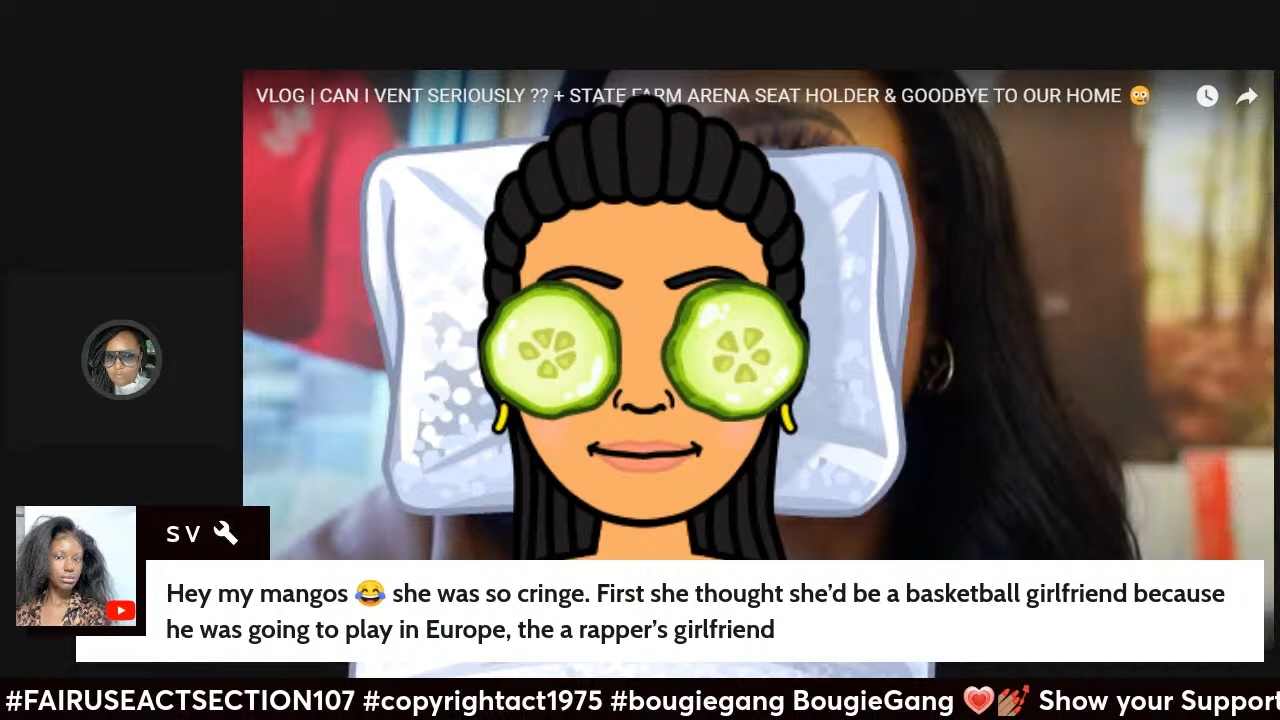 VLOG | CAN I VENT SERIOUSLY ?? + STATE FARM ARENA SEAT HOLDER & GOODBYE TO OUR HOME 🥹
S V 🔧
Hey my mangos 😂 she was so cringe. First she thought she’d be a basketball girlfriend because
he was going to play in Europe, the a rapper’s girlfriend
#FAIRUSEACTSECTION107 #copyrightact1975 #bougiegang BougieGang 💗💅🏾 Show your Support